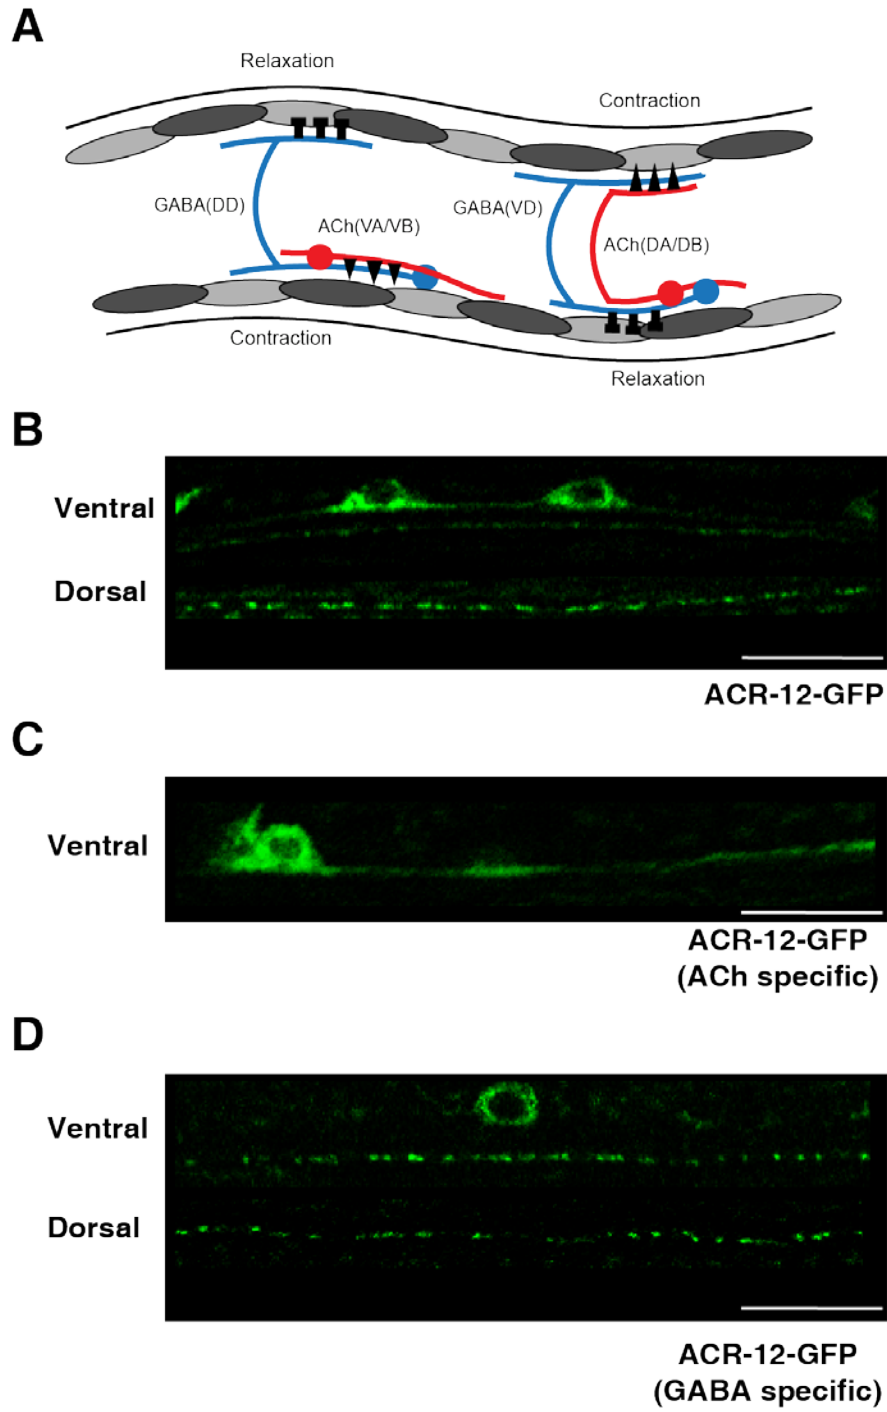 A
Relaxation
Contraction
GABA(DD)
GABA(VD)
ACh(VA/VB)
ACh(DA/DB)
Contraction
Relaxation
B
Ventral
Dorsal
ACR-12-GFP
C
Ventral
ACR-12-GFP
(ACh specific)
D
Ventral
Dorsal
ACR-12-GFP
(GABA specific)